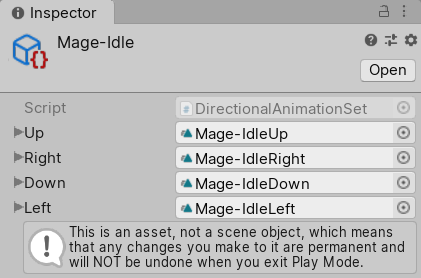 Inspector
Mage-Idle
Open
Script DirectionalAnimationSet
Up Mage-IdleUp
Right Mage-IdleRight
Down Mage-IdleDown
Left Mage-IdleLeft
This is an asset, not a scene object, which means
that any changes you make to it are permanent and
will NOT be undone when you exit Play Mode.